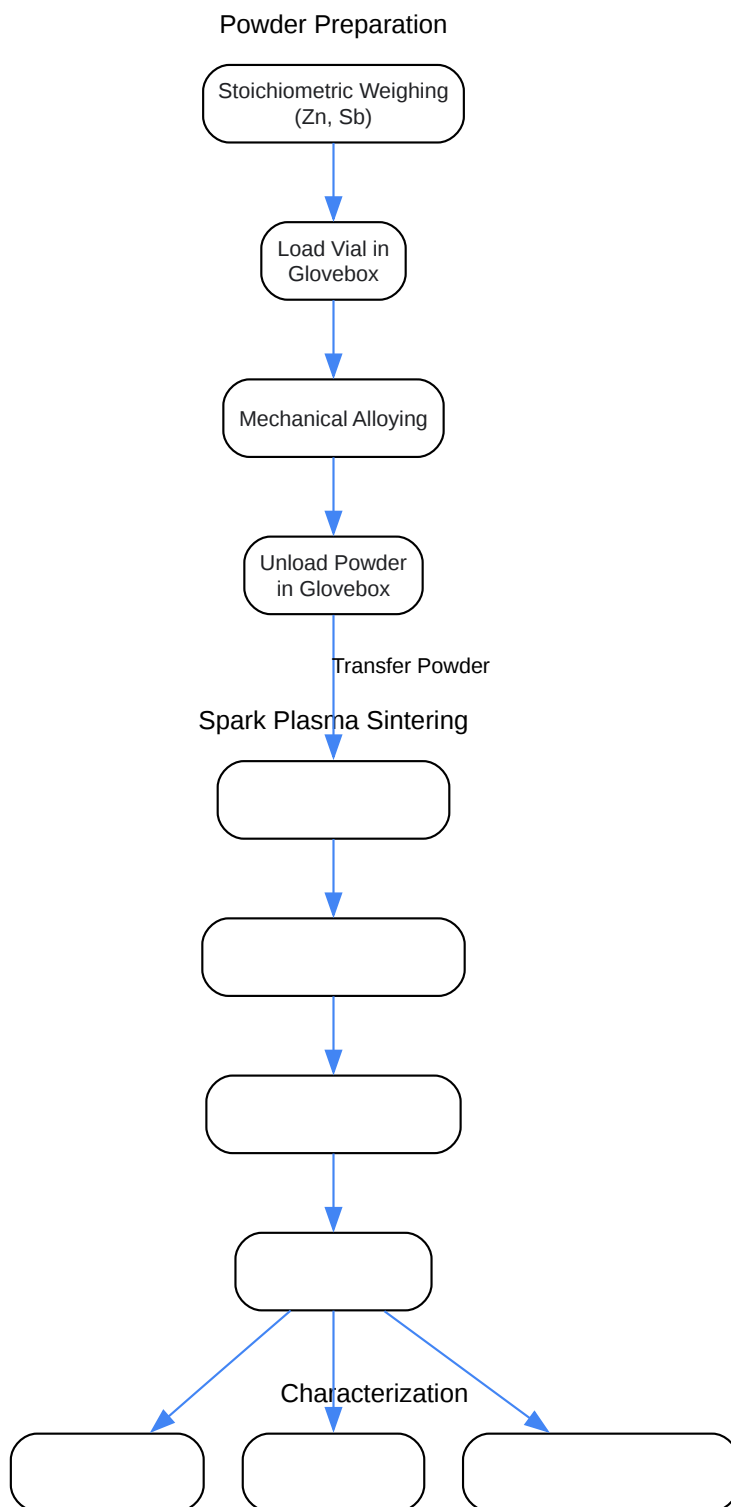 Powder Preparation
Stoichiometric Weighing
(Zn, Sb)
Load Vial in
Glovebox
Mechanical Alloying
Unload Powder
in Glovebox
Transfer Powder
Spark Plasma Sintering
Characterization